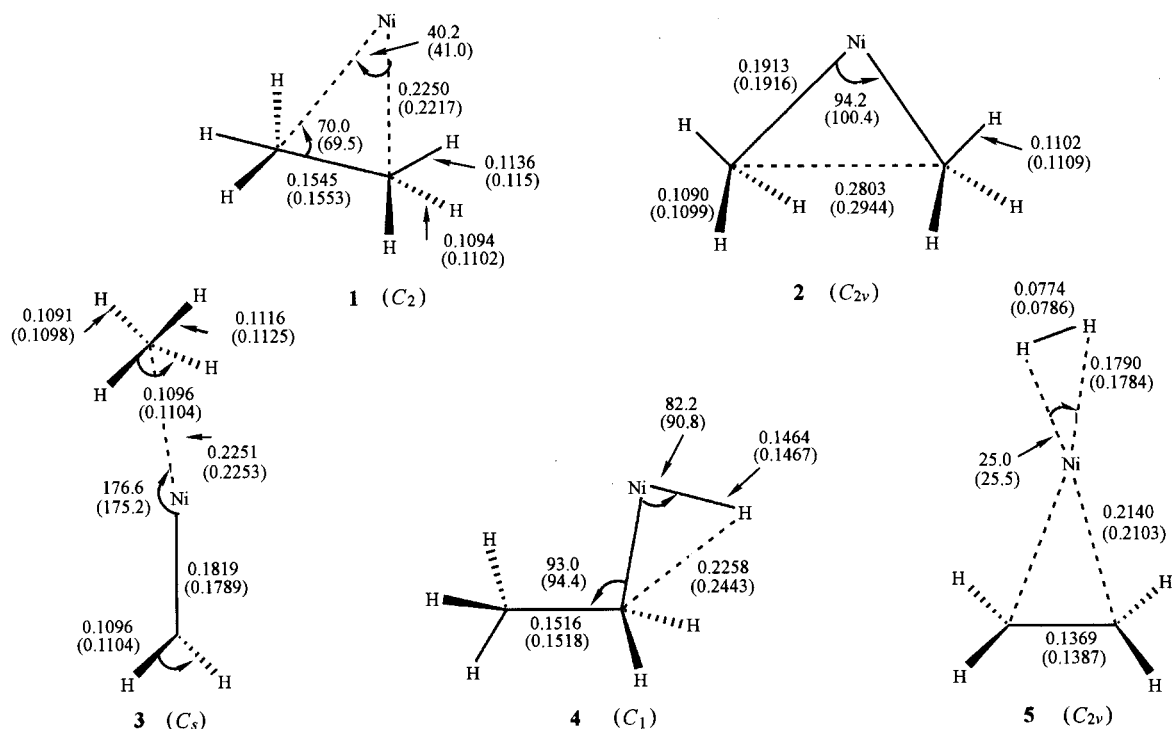 Ni
40.2
(41.0)
H
0.2250
(0.2217)
H
70.0
(69.5)
H
0.1136
(0.115)
H
0.1545
(0.1553)
H
H
0.1094
(0.1102)
1 (C2)
Ni
0.1913
(0.1916)
94.2
(100.4)
H
H
0.1102
(0.1109)
0.1090
(0.1099)
H
0.2803
(0.2944)
H
H
H
2 (C2v)
H
H
0.1091
(0.1098)
0.1116
(0.1125)
H
H
0.1096
(0.1104)
0.2251
(0.2253)
176.6
(175.2)
Ni
0.1819
(0.1789)
0.1096
(0.1104)
H
H
3 (Cs)
82.2
(90.8)
0.1464
(0.1467)
Ni
H
H
93.0
(94.4)
0.2258
(0.2443)
H
H
0.1516
(0.1518)
H
H
4 (C1)
0.0774
(0.0786)
H
H
0.1790
(0.1784)
25.0
(25.5)
Ni
0.2140
(0.2103)
H
H
0.1369
(0.1387)
H
H
5 (C2v)